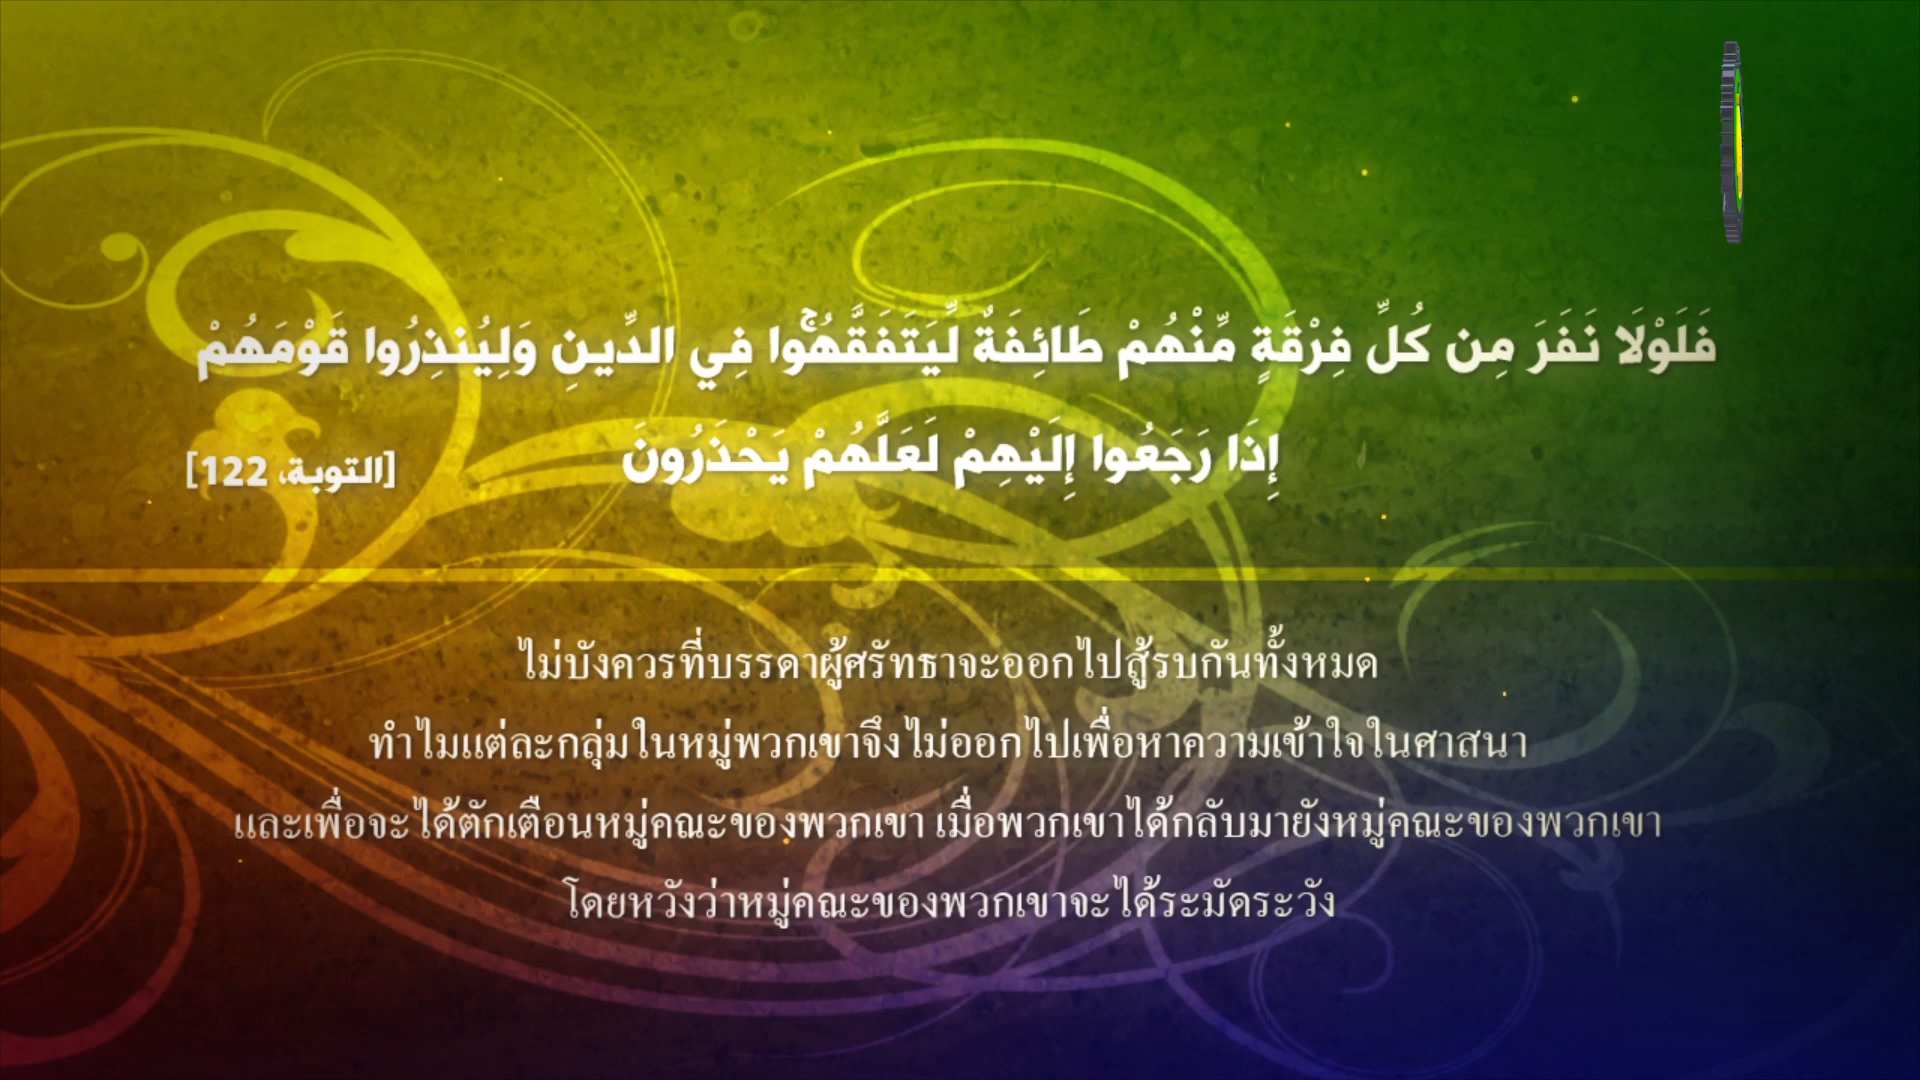 فَلَوْلَا نَفَرَ مِن كُلِّ فِرْقَةٍ مِّنْهُمْ طَائِفَةٌ لِّيَتَفَقَّهُوا فِي الدِّينِ وَلِيُنذِرُوا قَوْمَهُمْ
إِذَا رَجَعُوا إِلَيْهِمْ لَعَلَّهُمْ يَحْذَرُونَ [التوبة، 122]
ไม่บังควรที่บรรดาผู้ศรัทธาจะออกไปสู้รบกันทั้งหมด
ทำไมแต่ละกลุ่มในหมู่พวกเขาจึงไม่ออกไปเพื่อหาความเข้าใจในศาสนา
และเพื่อจะได้ตักเตือนหมู่คณะของพวกเขา เมื่อพวกเขาได้กลับมายังหมู่คณะของพวกเขา
โดยหวังว่าหมู่คณะของพวกเขาจะได้ระมัดระวัง